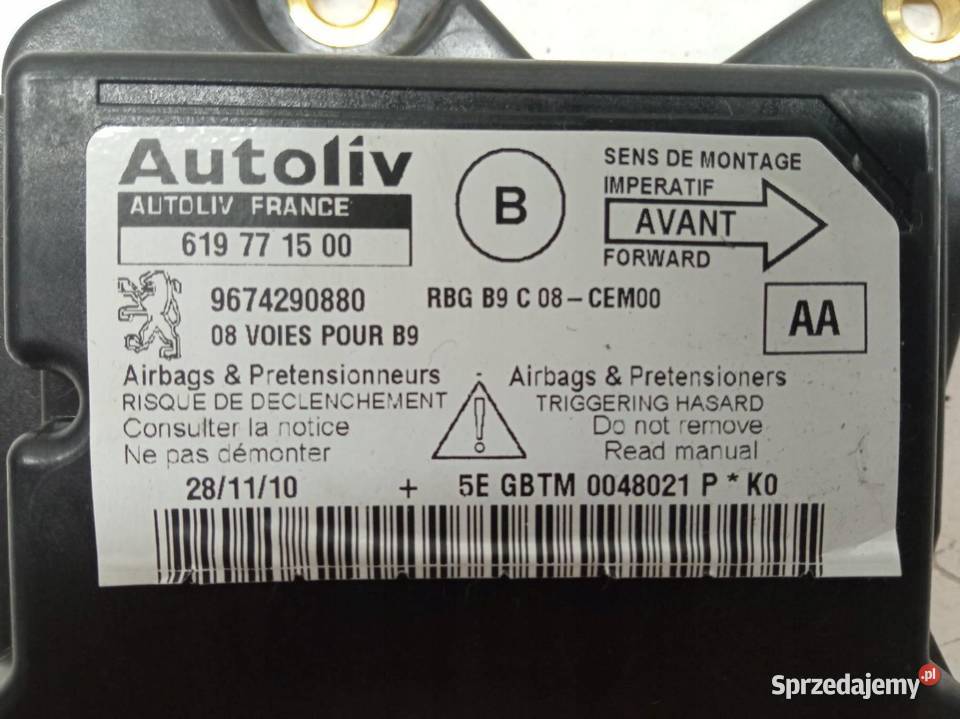 Autoliv
AUTOLIV FRANCE
619 77 15 00
B
SENS DE MONTAGE
IMPERATIF
AVANT
FORWARD
9674290880 RBG B9 C 08-CEM00
08 VOIES POUR B9
AA
Airbags & Pretensionneurs
RISQUE DE DECLENCHEMENT
Consulter la notice
Ne pas démonter
- Airbags & Pretensioners
TRIGGERING HASARD
Do not remove
Read manual
28/11/10 + 5E GBTM 0048021 P * K0
Sprzedajemy.pl